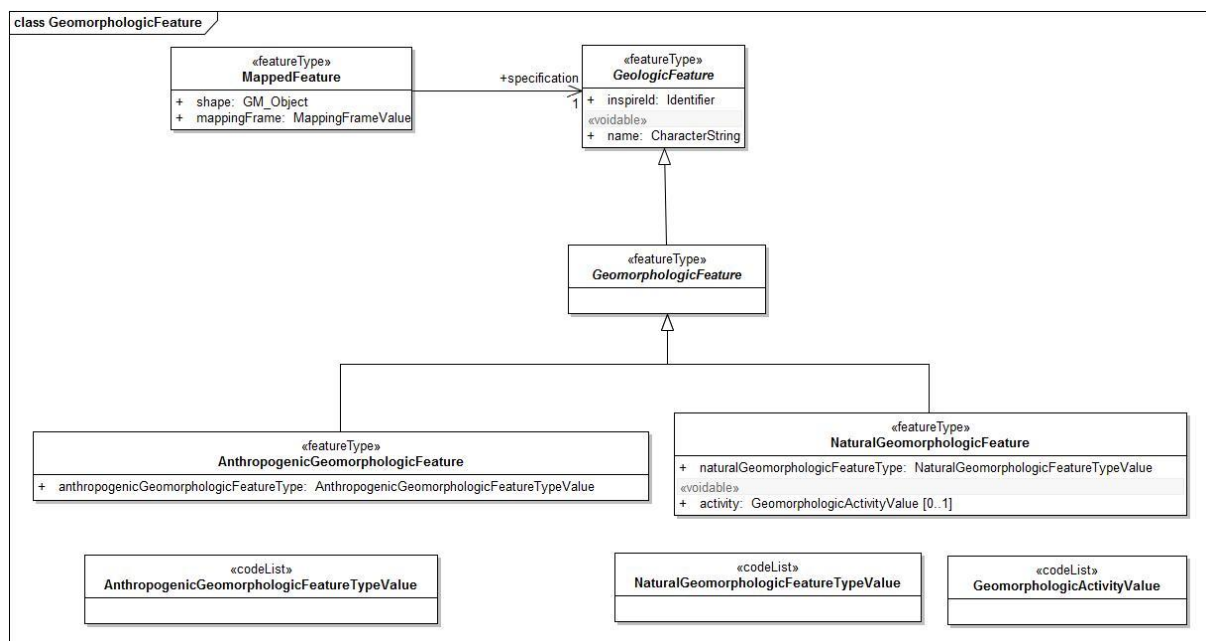 class GeomorphologicFeature
«featureType»
MappedFeature
+ shape: GM_Object
+ mappingFrame: MappingFrameValue
+specification
1
«featureType»
GeologicFeature
+ inspireId: Identifier
«voidable»
+ name: CharacterString
«featureType»
GeomorphologicFeature
«featureType»
AnthropogenicGeomorphologicFeature
+ anthropogenicGeomorphologicFeatureType: AnthropogenicGeomorphologicFeatureTypeValue
«featureType»
NaturalGeomorphologicFeature
+ naturalGeomorphologicFeatureType: NaturalGeomorphologicFeatureTypeValue
«voidable»
+ activity: GeomorphologicActivityValue [0..1]
«codeList»
AnthropogenicGeomorphologicFeatureTypeValue
«codeList»
NaturalGeomorphologicFeatureTypeValue
«codeList»
GeomorphologicActivityValue